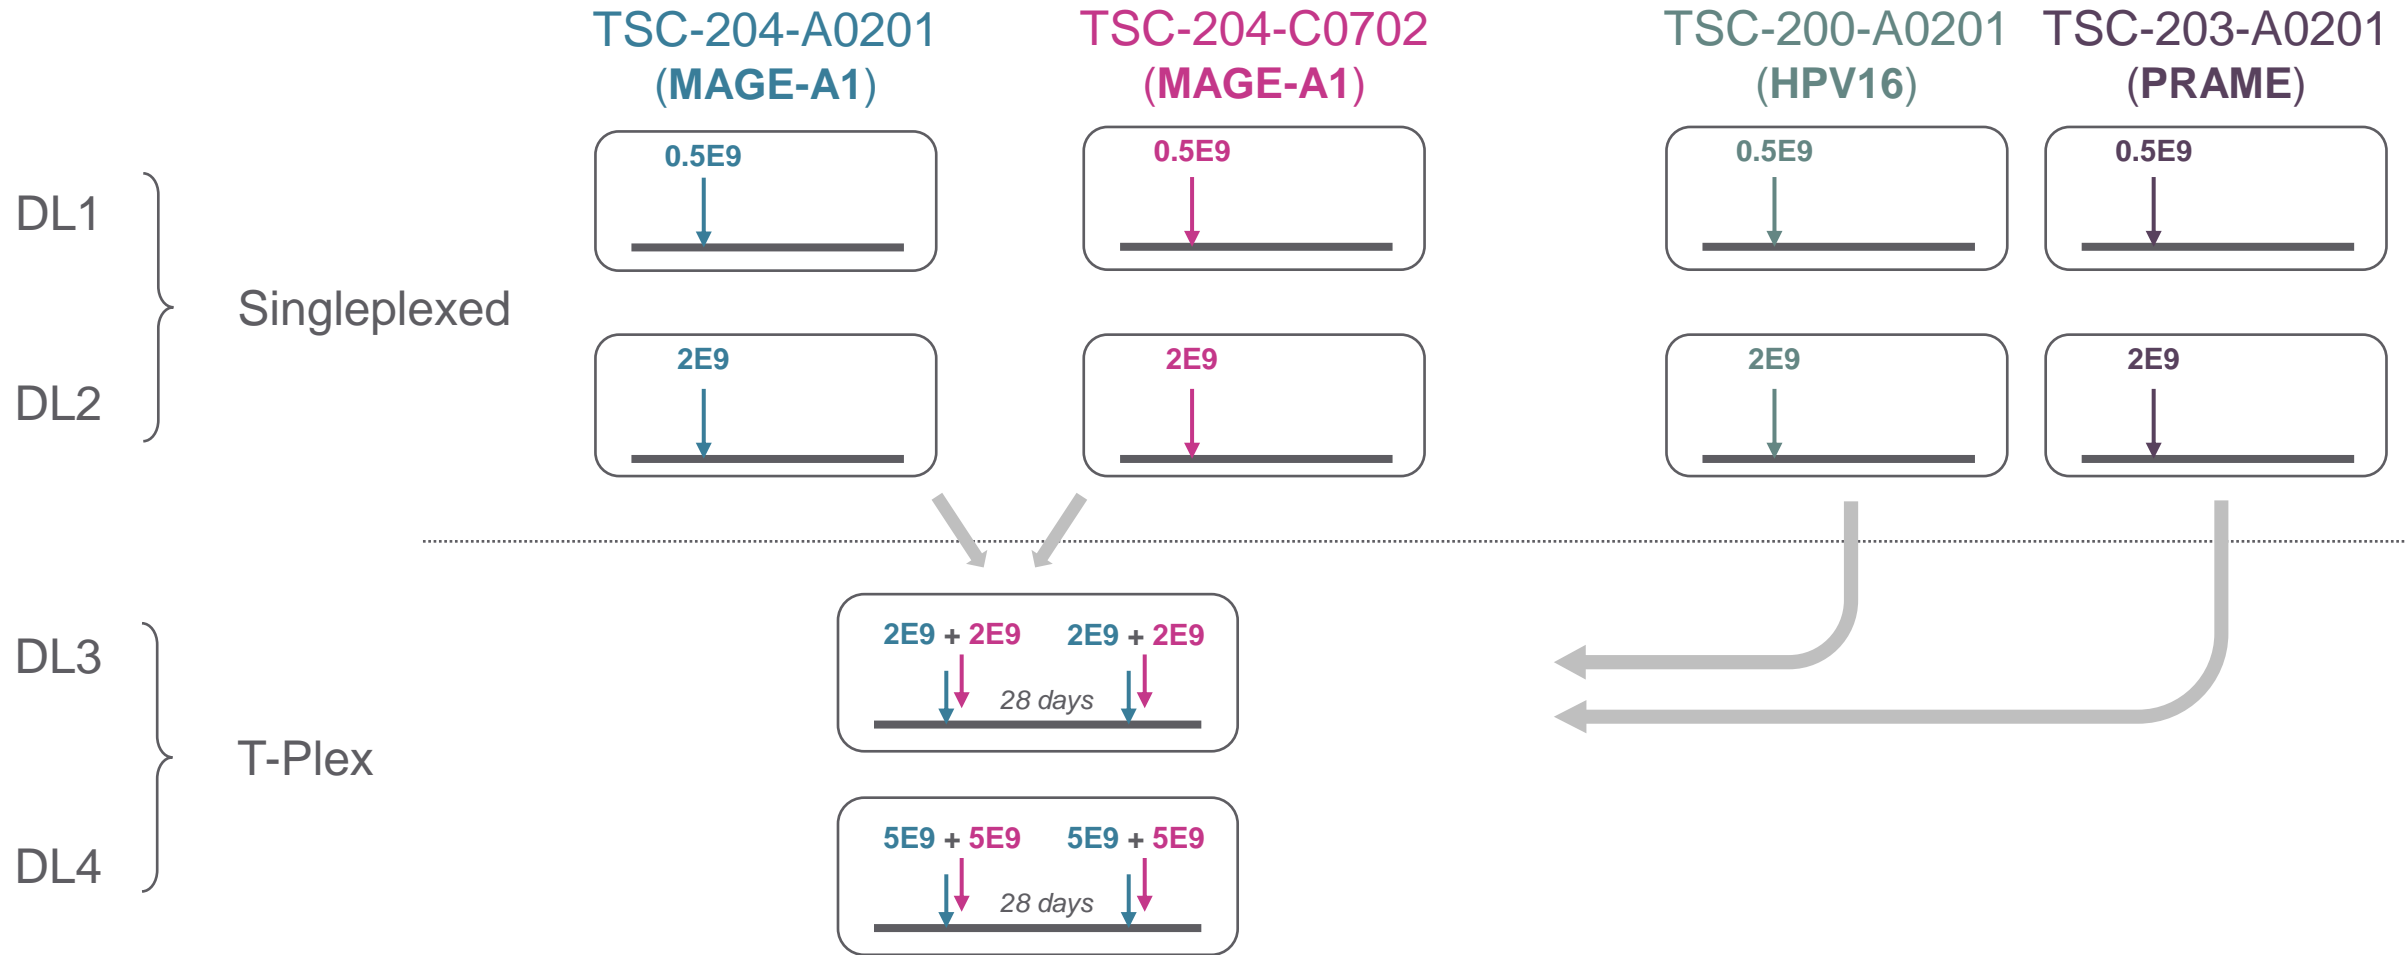 TSC-204-A0201
(MAGE-A1)
TSC-204-C0702
(MAGE-A1)
TSC-200-A0201
(HPV16)
TSC-203-A0201
(PRAME)
DL1
0.5E9
0.5E9
0.5E9
0.5E9
Singleplexed
DL2
2E9
2E9
2E9
2E9
DL3
2E9 + 2E9
2E9 + 2E9
28 days
T-Plex
DL4
5E9 + 5E9
5E9 + 5E9
28 days